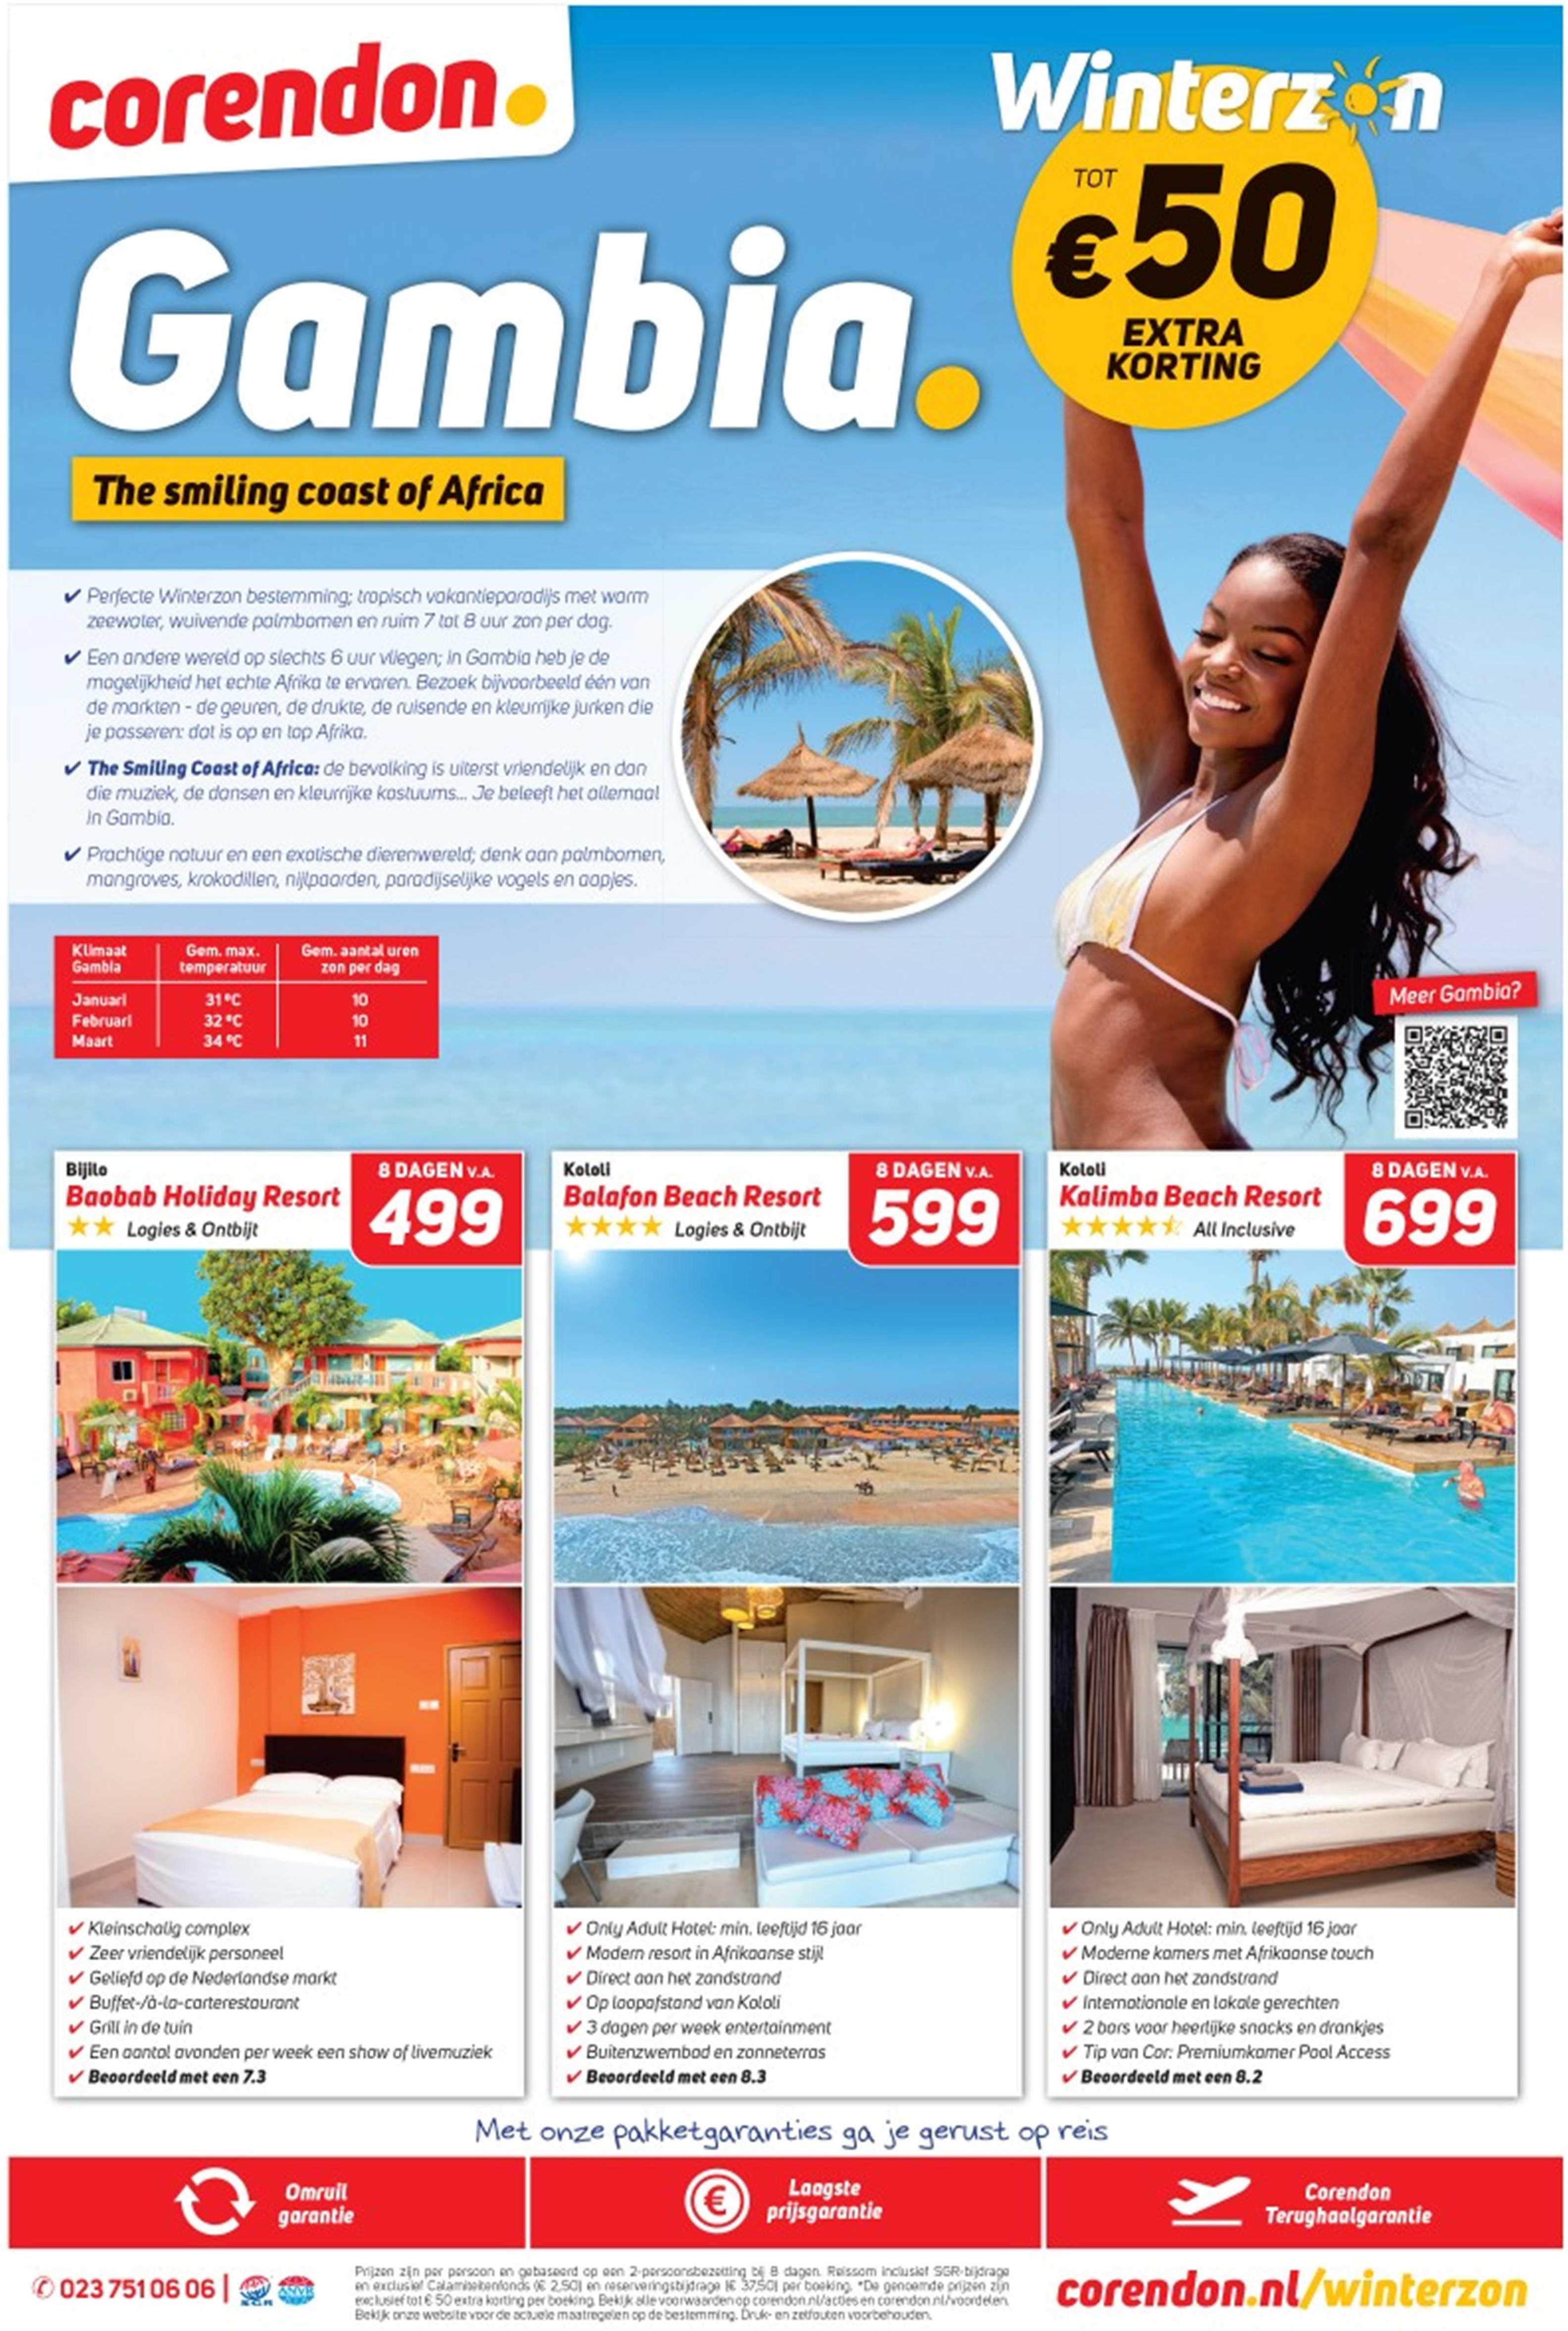 corendon.
Winterzon
TOT
€50
EXTRA
KORTING
Gambia.
The smiling coast of Africa
✔ Perfecte Winterzon bestemming; tropisch vakantieparadijs met warm
zeewater, wuivende palmbomen en ruim 7 tot 8 uur zon per dag.
✔ Een andere wereld op slechts 6 uur vliegen; in Gambia heb je de
mogelijkheid het echte Afrika te ervaren. Bezoek bijvoorbeeld één van
de markten - de geuren, de drukte, de ruisende en kleurrijke jurken die
je passeren: dat is op en top Afrika.
✔ The Smiling Coast of Africa: de bevolking is uiterst vriendelijk en dan
die muziek, de dansen en kleurrijke kostuums... Je beleeft het allemaal
in Gambia.
✔ Prachtige natuur en een exotische dierenwereld; denk aan palmbomen,
mangroves, krokodillen, nijlpaarden, paradijselijke vogels en aapjes.
Klimaat Gem. max. Gem. aantal uren
Gambia temperatuur zon per dag
Januari 31 °C 10
Februari 32 °C 10
Maart 34 °C 11
Meer Gambia?
Bijilo
Baobab Holiday Resort
Logies & Ontbijt
8 DAGEN V.A.
499
✔ Kleinschalig complex
✔ Zeer vriendelijk personeel
✔ Geliefd op de Nederlandse markt
✔ Buffet-/à-la-carterestaurant
✔ Grill in de tuin
✔ Een aantal avonden per week een show of livemuziek
✔ Beoordeeld met een 7.3
Kololi
Balafon Beach Resort
Logies & Ontbijt
8 DAGEN V.A.
599
✔ Only Adult Hotel: min. leeftijd 16 jaar
✔ Modern resort in Afrikaanse stijl
✔ Direct aan het zandstrand
✔ Op loopafstand van Kololi
✔ 3 dagen per week entertainment
✔ Buitenzwembad en zonneterras
✔ Beoordeeld met een 8.3
Kololi
Kalimba Beach Resort
All Inclusive
8 DAGEN V.A.
699
✔ Only Adult Hotel: min. leeftijd 16 jaar
✔ Moderne kamers met Afrikaanse touch
✔ Direct aan het zandstrand
✔ Internationale en lokale gerechten
✔ 2 bars voor heerlijke snacks en drankjes
✔ Tip van Cor: Premiumkamer Pool Access
✔ Beoordeeld met een 8.2
Met onze pakketgaranties ga je gerust op reis
Omruil
garantie
€
Laagste
prijsgarantie
Corendon
Terughaalgarantie
023 751 06 06 |
SGR
ANVR
Prijzen zijn per persoon en gebaseerd op een 2-persoonsbezetting bij 8 dagen. Reissom inclusief SGR-bijdrage
en exclusief Calamiteitenfonds (€ 2,50) en reserveringsbijdrage (€ 37,50) per boeking. *De genoemde prijzen zijn
exclusief tot € 50 extra korting per boeking. Bekijk alle voorwaarden op corendon.nl/acties en corendon.nl/voordelen.
Bekijk onze website voor de actuele maatregelen op de bestemming. Druk- en zetfouten voorbehouden.
corendon.nl/winterzon